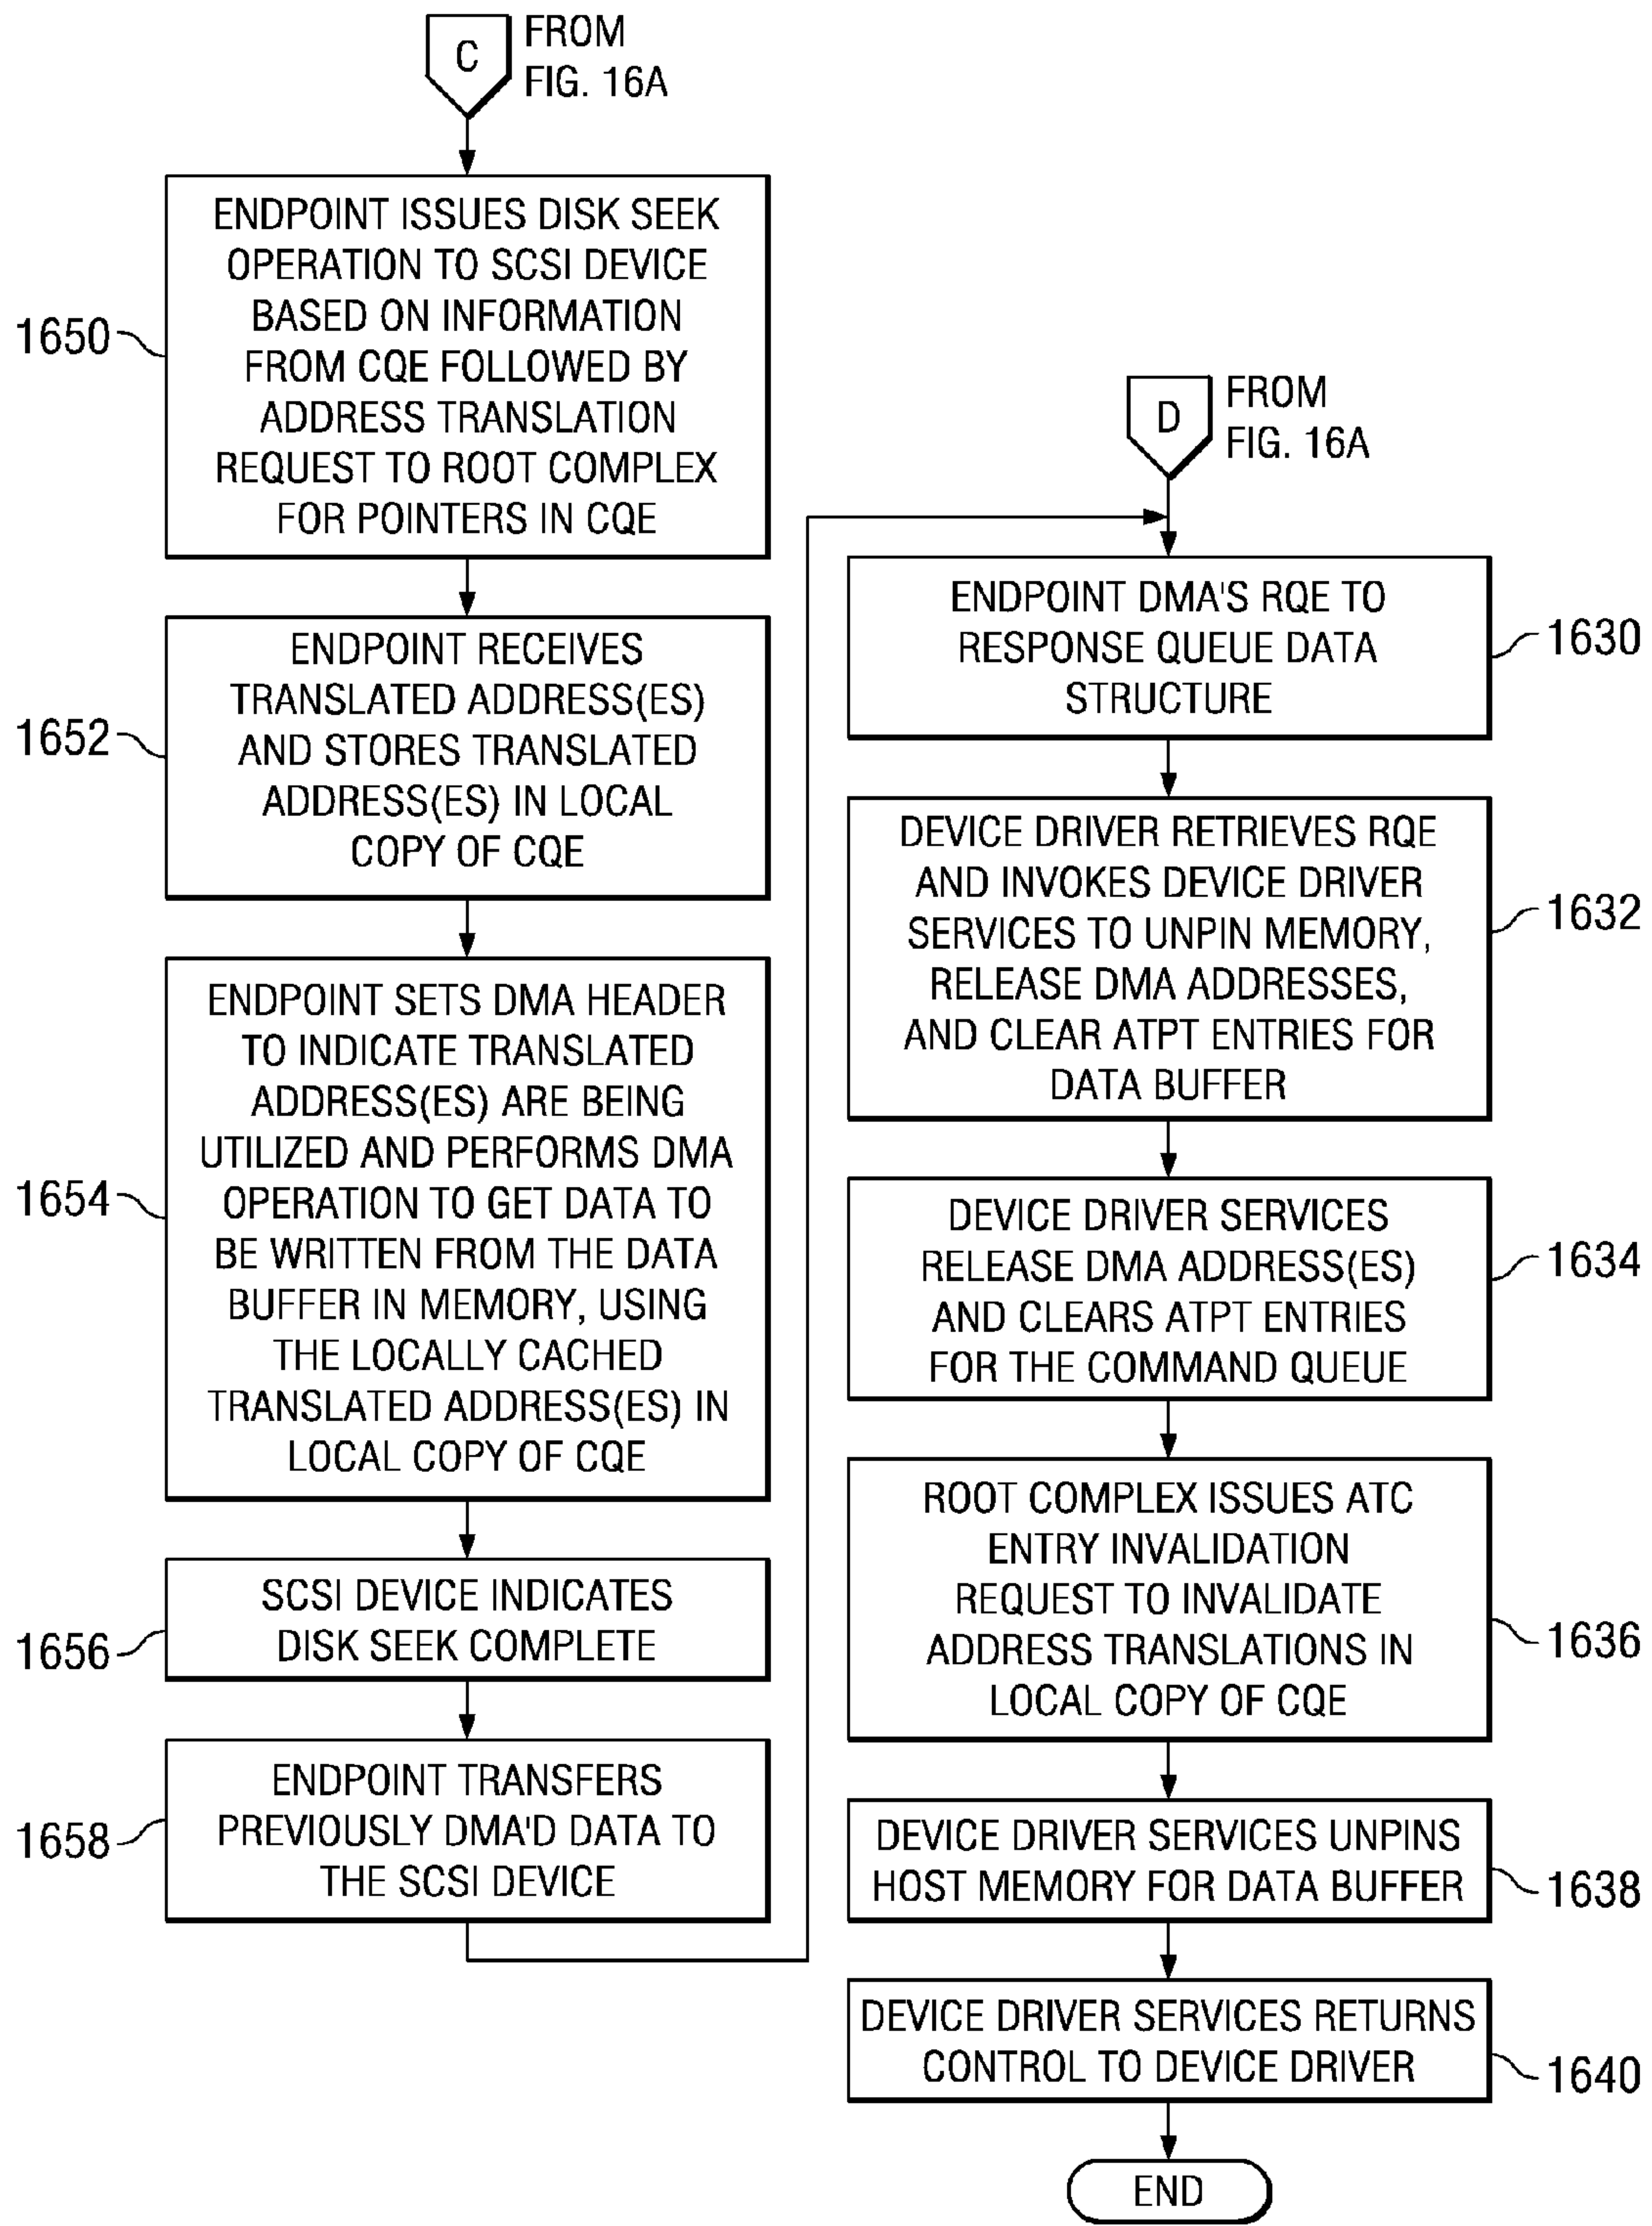 C
FROM
FIG. 16A
1650
ENDPOINT ISSUES DISK SEEK
OPERATION TO SCSI DEVICE
BASED ON INFORMATION
FROM CQE FOLLOWED BY
ADDRESS TRANSLATION
REQUEST TO ROOT COMPLEX
FOR POINTERS IN CQE
1652
ENDPOINT RECEIVES
TRANSLATED ADDRESS(ES)
AND STORES TRANSLATED
ADDRESS(ES) IN LOCAL
COPY OF CQE
1654
ENDPOINT SETS DMA HEADER
TO INDICATE TRANSLATED
ADDRESS(ES) ARE BEING
UTILIZED AND PERFORMS DMA
OPERATION TO GET DATA TO
BE WRITTEN FROM THE DATA
BUFFER IN MEMORY, USING
THE LOCALLY CACHED
TRANSLATED ADDRESS(ES) IN
LOCAL COPY OF CQE
1656
SCSI DEVICE INDICATES
DISK SEEK COMPLETE
1658
ENDPOINT TRANSFERS
PREVIOUSLY DMA'D DATA TO
THE SCSI DEVICE
D
FROM
FIG. 16A
ENDPOINT DMA'S RQE TO
RESPONSE QUEUE DATA
STRUCTURE
1630
DEVICE DRIVER RETRIEVES RQE
AND INVOKES DEVICE DRIVER
SERVICES TO UNPIN MEMORY,
RELEASE DMA ADDRESSES,
AND CLEAR ATPT ENTRIES FOR
DATA BUFFER
1632
DEVICE DRIVER SERVICES
RELEASE DMA ADDRESS(ES)
AND CLEARS ATPT ENTRIES
FOR THE COMMAND QUEUE
1634
ROOT COMPLEX ISSUES ATC
ENTRY INVALIDATION
REQUEST TO INVALIDATE
ADDRESS TRANSLATIONS IN
LOCAL COPY OF CQE
1636
DEVICE DRIVER SERVICES UNPINS
HOST MEMORY FOR DATA BUFFER
1638
DEVICE DRIVER SERVICES RETURNS
CONTROL TO DEVICE DRIVER
1640
END